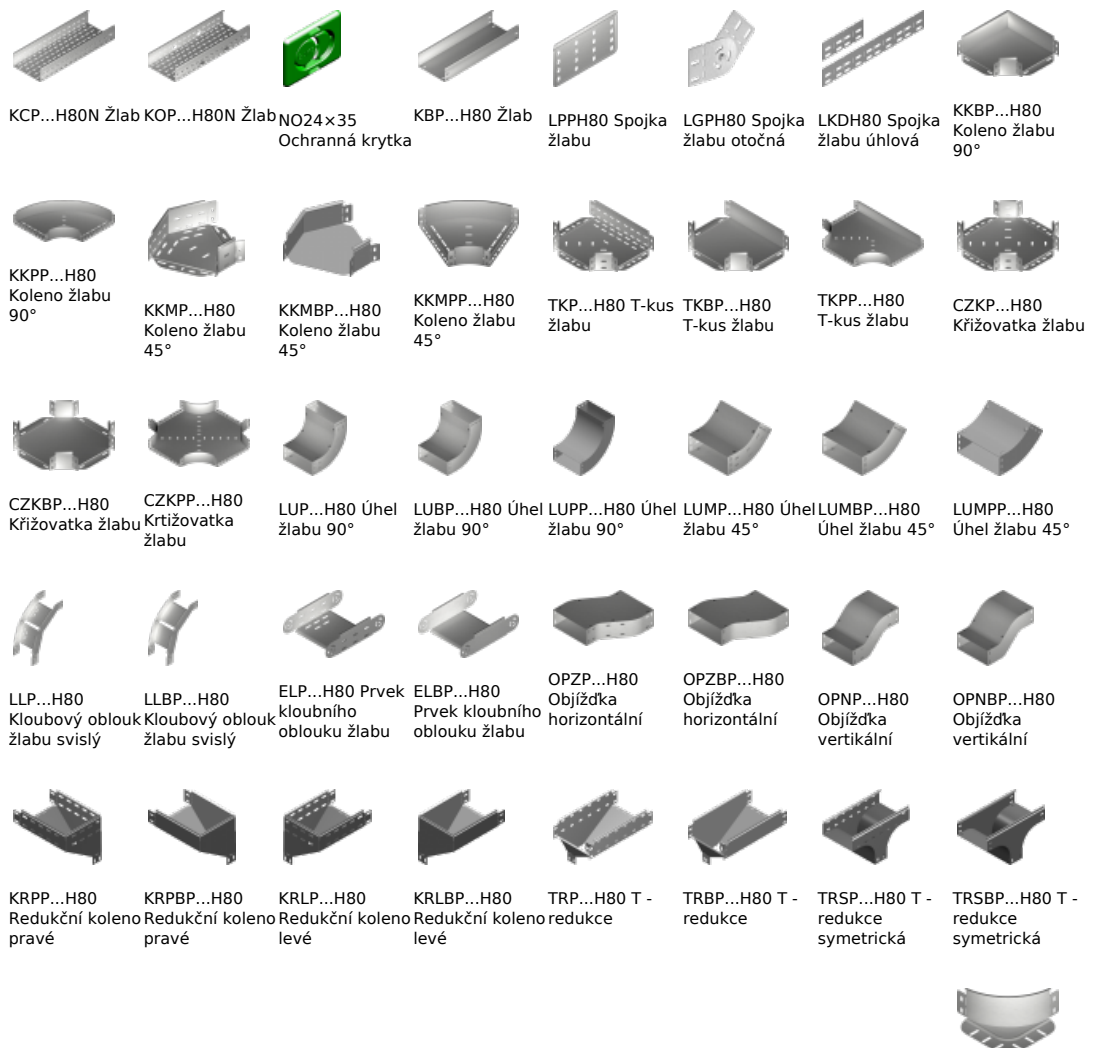 KCP...H80N Žlab
KOP...H80N Žlab
NO24×35
Ochranná krytka
KBP...H80 Žlab
LPPH80 Spojka
žlabu
LGPH80 Spojka
žlabu otočná
LKDH80 Spojka
žlabu úhlová
KKBP...H80
Koleno žlabu
90°
KKPP...H80
Koleno žlabu
90°
KKMP...H80
Koleno žlabu
45°
KKMBP...H80
Koleno žlabu
45°
KKMPP...H80
Koleno žlabu
45°
TKP...H80 T-kus
žlabu
TKBP...H80
T-kus žlabu
TKPP...H80
T-kus žlabu
CZKP...H80
Křižovatka žlabu
CZKBP...H80
Křižovatka žlabu
CZKPP...H80
Krtižovatka
žlabu
LUP...H80 Úhel
žlabu 90°
LUBP...H80 Úhel
žlabu 90°
LUPP...H80 Úhel
žlabu 90°
LUMP...H80 Úhel
žlabu 45°
LUMBP...H80
Úhel žlabu 45°
LUMPP...H80
Úhel žlabu 45°
LLP...H80
Kloubový oblouk
žlabu svislý
LLBP...H80
Kloubový oblouk
žlabu svislý
ELP...H80 Prvek
kloubního
oblouku žlabu
ELBP...H80
Prvek kloubního
oblouku žlabu
OPZP...H80
Objížďka
horizontální
OPZBP...H80
Objížďka
horizontální
OPNP...H80
Objížďka
vertikální
OPNBP...H80
Objížďka
vertikální
KRPP...H80
Redukční koleno
pravé
KRPBP...H80
Redukční koleno
pravé
KRLP...H80
Redukční koleno
levé
KRLBP...H80
Redukční koleno
levé
TRP...H80 T -
redukce
TRBP...H80 T -
redukce
TRSP...H80 T -
redukce
symetrická
TRSBP...H80 T -
redukce
symetrická